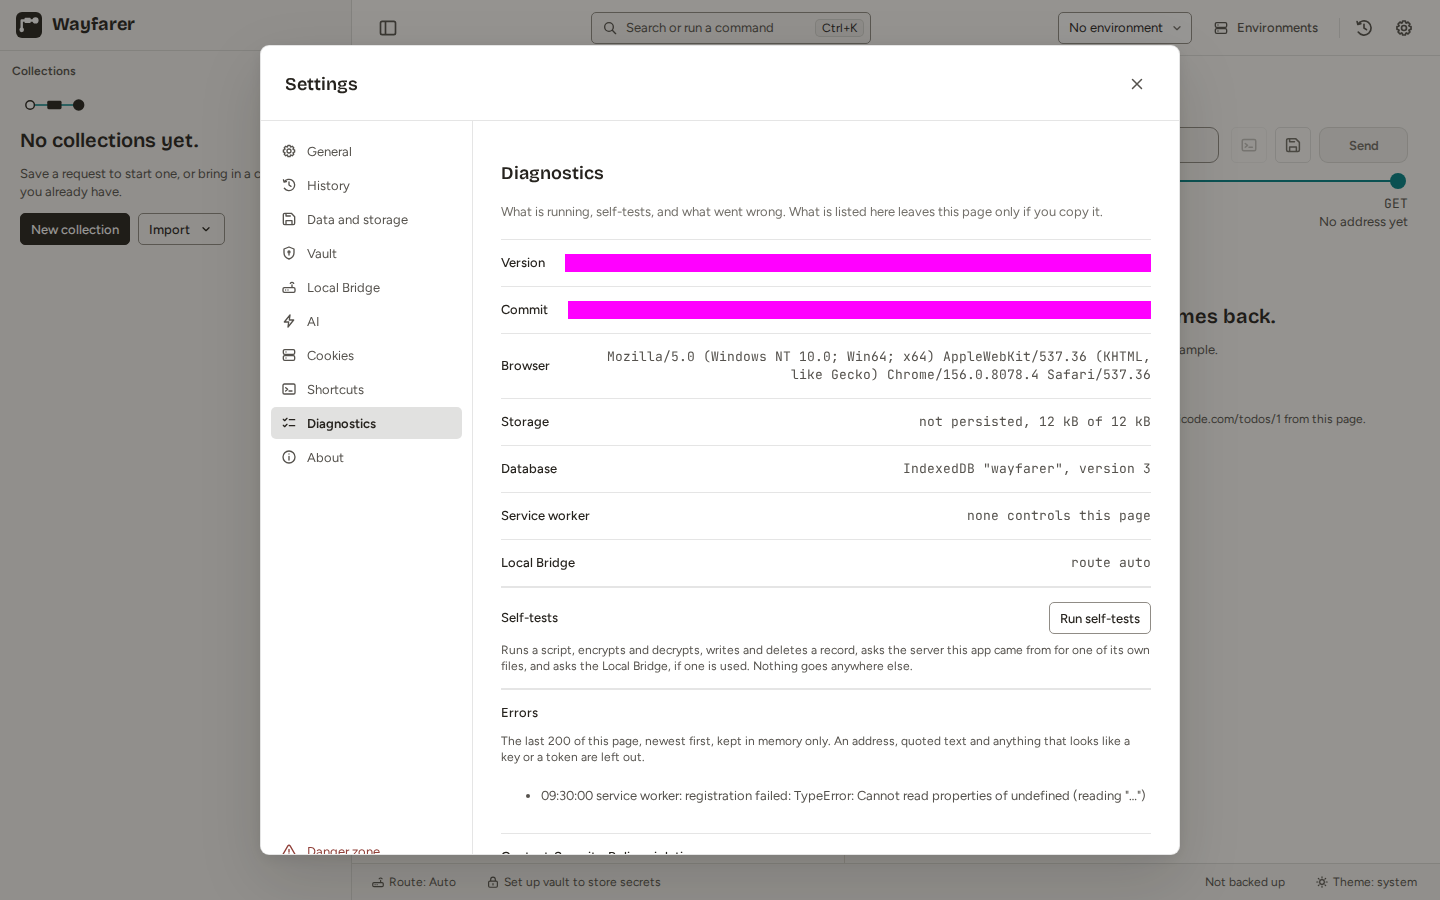 Wayfarer
Search or run a command
Ctrl+K
No environment
Environments
Collections
No collections yet.
Save a request to start one, or bring in a c
you already have.
New collection
Import
Settings
General
History
Data and storage
Vault
Local Bridge
AI
Cookies
Shortcuts
Diagnostics
About
Danger zone
Diagnostics
What is running, self-tests, and what went wrong. What is listed here leaves this page only if you copy it.
Version
Commit
Browser
Mozilla/5.0 (Windows NT 10.0; Win64; x64) AppleWebKit/537.36 (KHTML,
like Gecko) Chrome/156.0.8078.4 Safari/537.36
Storage
not persisted, 12 kB of 12 kB
Database
IndexedDB "wayfarer", version 3
Service worker
none controls this page
Local Bridge
route auto
Self-tests
Run self-tests
Runs a script, encrypts and decrypts, writes and deletes a record, asks the server this app came from for one of its own
files, and asks the Local Bridge, if one is used. Nothing goes anywhere else.
Errors
The last 200 of this page, newest first, kept in memory only. An address, quoted text and anything that looks like a
key or a token are left out.
09:30:00 service worker: registration failed: TypeError: Cannot read properties of undefined (reading "…")
Send
GET
No address yet
mes back.
ample.
code.com/todos/1 from this page.
Route: Auto
Set up vault to store secrets
Not backed up
Theme: system